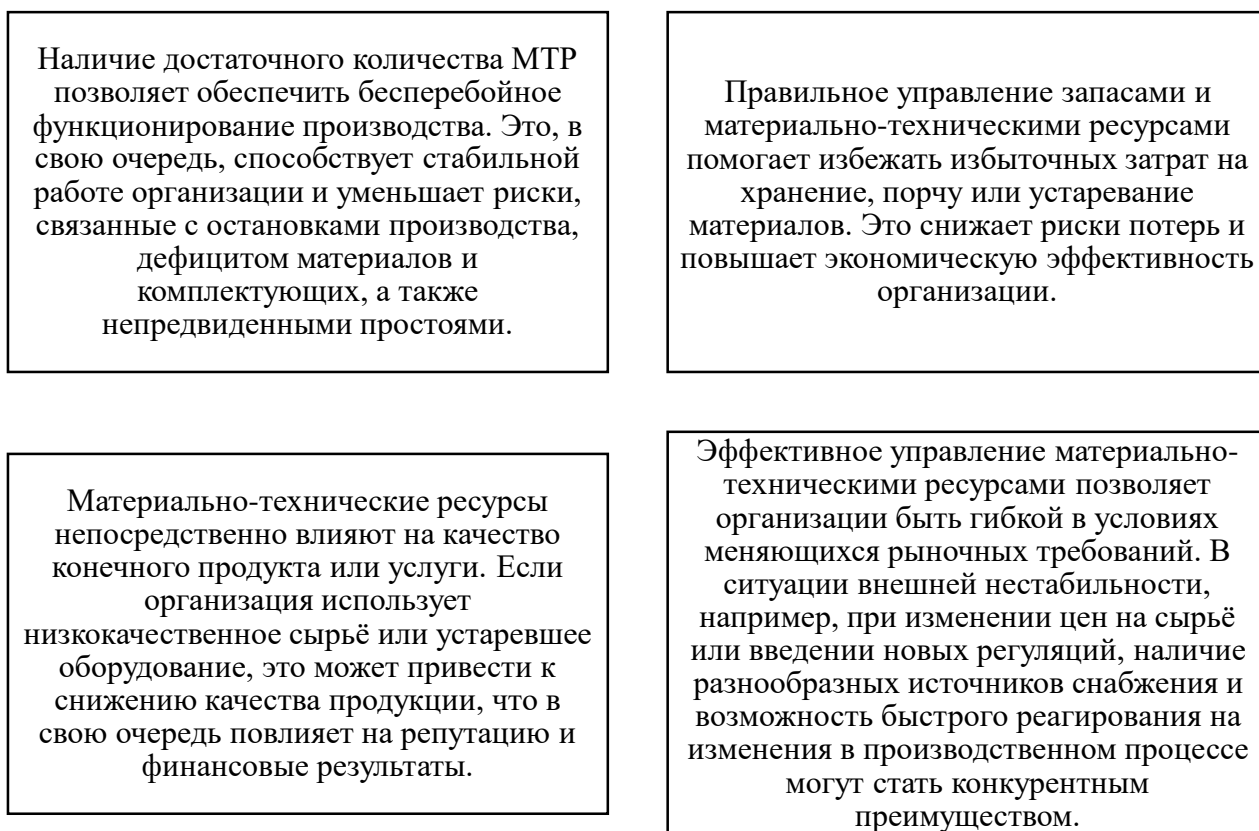 Наличие достаточного количества МТР
позволяет обеспечить бесперебойное
функционирование производства. Это, в
свою очередь, способствует стабильной
работе организации и уменьшает риски,
связанные с остановками производства,
дефицитом материалов и
комплектующих, а также
непредвиденными простоями.
Правильное управление запасами и
материально-техническими ресурсами
помогает избежать избыточных затрат на
хранение, порчу или устаревание
материалов. Это снижает риски потерь и
повышает экономическую эффективность
организации.
Материально-технические ресурсы
непосредственно влияют на качество
конечного продукта или услуги. Если
организация использует
низкокачественное сырьё или устаревшее
оборудование, это может привести к
снижению качества продукции, что в
свою очередь повлияет на репутацию и
финансовые результаты.
Эффективное управление материально-
техническими ресурсами позволяет
организации быть гибкой в условиях
меняющихся рыночных требований. В
ситуации внешней нестабильности,
например, при изменении цен на сырьё
или введении новых регуляций, наличие
разнообразных источников снабжения и
возможность быстрого реагирования на
изменения в производственном процессе
могут стать конкурентным
преимуществом.